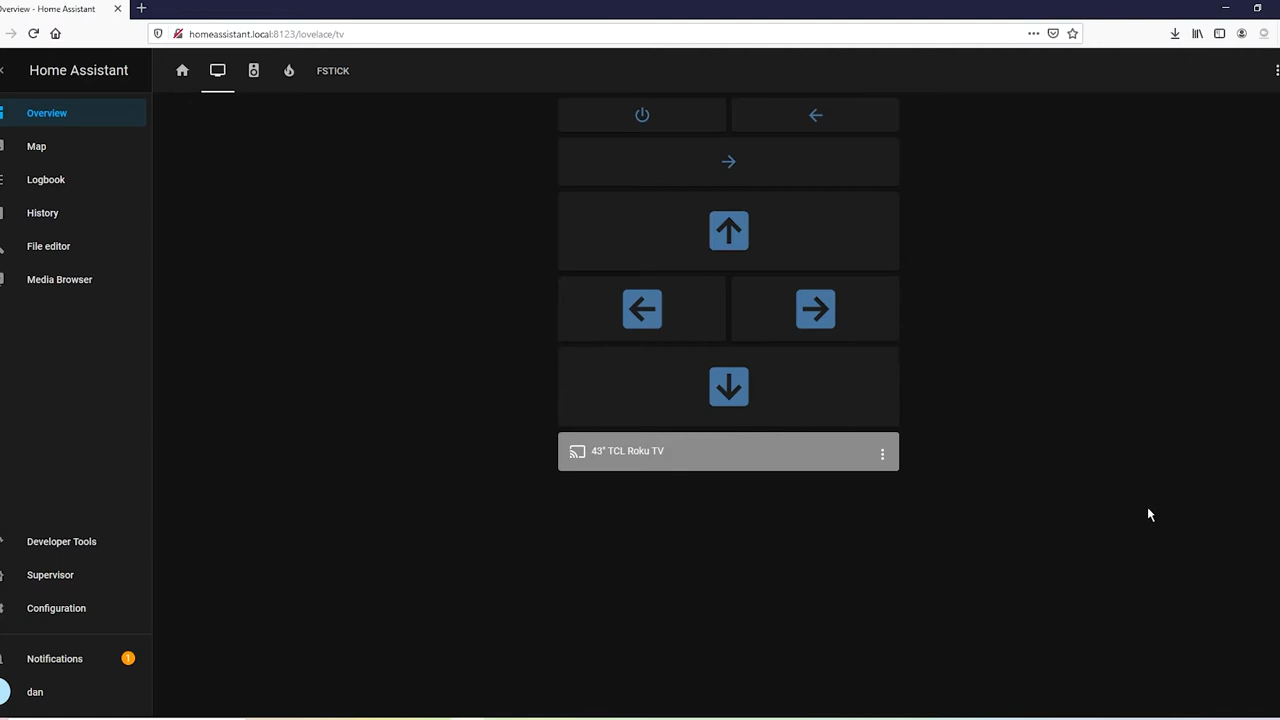 Overview - Home Assistant
homeassistant.local:8123/lovelace/tv
Home Assistant
FSTICK
Overview
Map
Logbook
History
File editor
Media Browser
43" TCL Roku TV
Developer Tools
Supervisor
Configuration
Notifications
1
dan